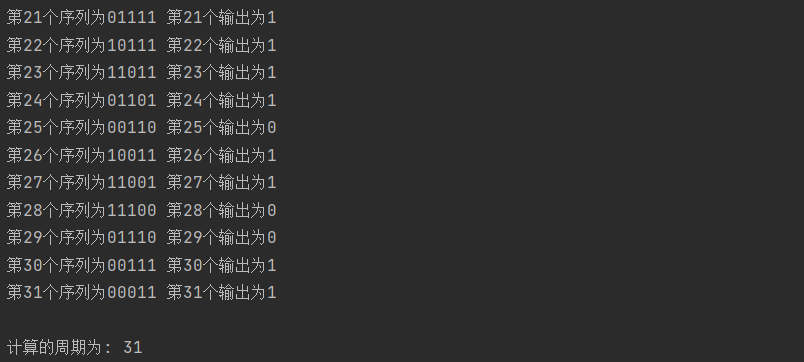 第21个序列为01111 第21个输出为1
第22个序列为10111 第22个输出为1
第23个序列为11011 第23个输出为1
第24个序列为01101 第24个输出为1
第25个序列为00110 第25个输出为0
第26个序列为10011 第26个输出为1
第27个序列为11001 第27个输出为1
第28个序列为11100 第28个输出为0
第29个序列为01110 第29个输出为0
第30个序列为00111 第30个输出为1
第31个序列为00011 第31个输出为1
计算的周期为: 31